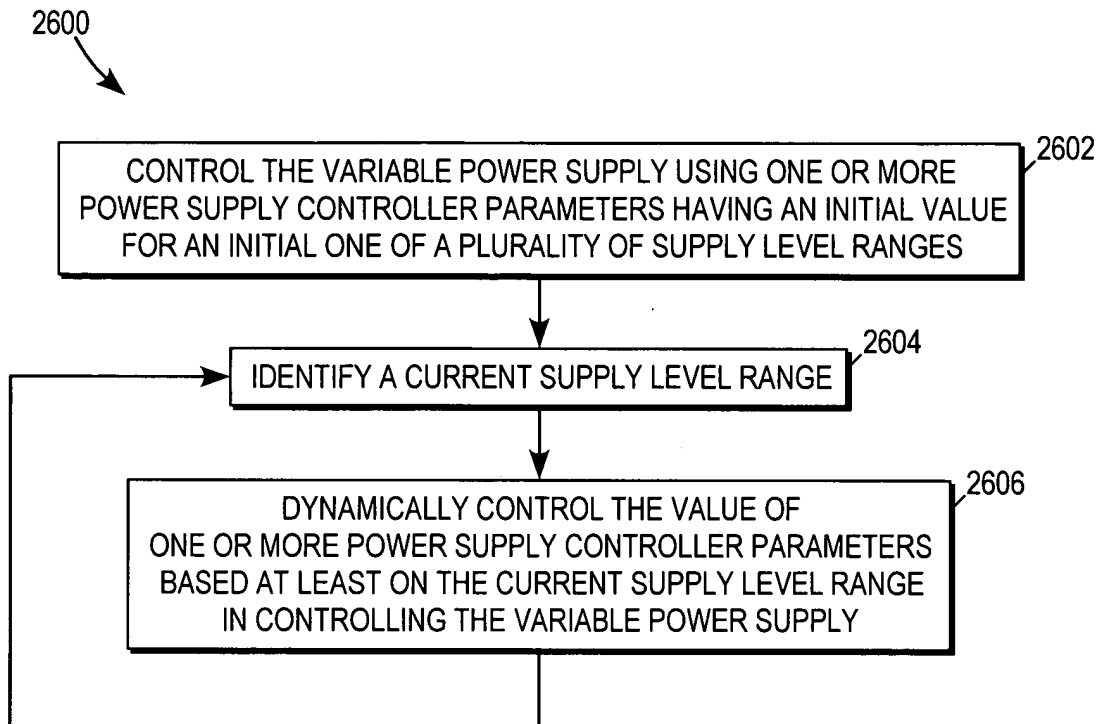 2600
CONTROL THE VARIABLE POWER SUPPLY USING ONE OR MORE
POWER SUPPLY CONTROLLER PARAMETERS HAVING AN INITIAL VALUE
FOR AN INITIAL ONE OF A PLURALITY OF SUPPLY LEVEL RANGES
2602
IDENTIFY A CURRENT SUPPLY LEVEL RANGE
2604
DYNAMICALLY CONTROL THE VALUE OF
ONE OR MORE POWER SUPPLY CONTROLLER PARAMETERS
BASED AT LEAST ON THE CURRENT SUPPLY LEVEL RANGE
IN CONTROLLING THE VARIABLE POWER SUPPLY
2606